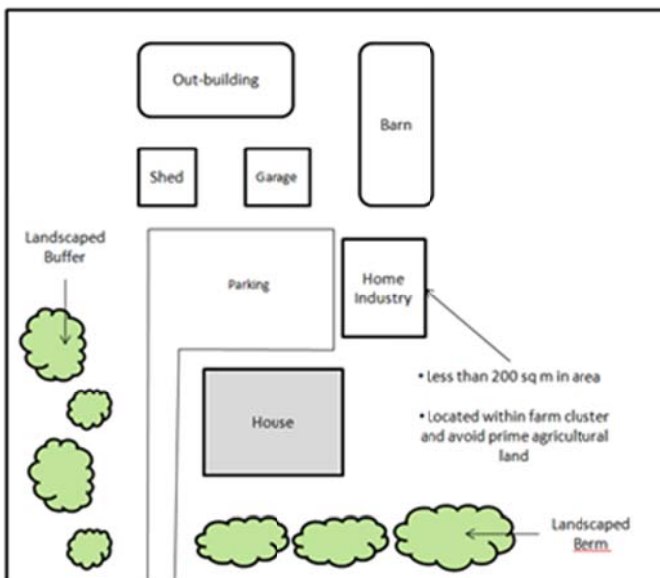 Out-building
Barn
Shed
Garage
Landscaped
Buffer
Parking
Home
Industry
• Less than 200 sq m in area
• Located within farm cluster
and avoid prime agricultural
land
House
Landscaped
Berm